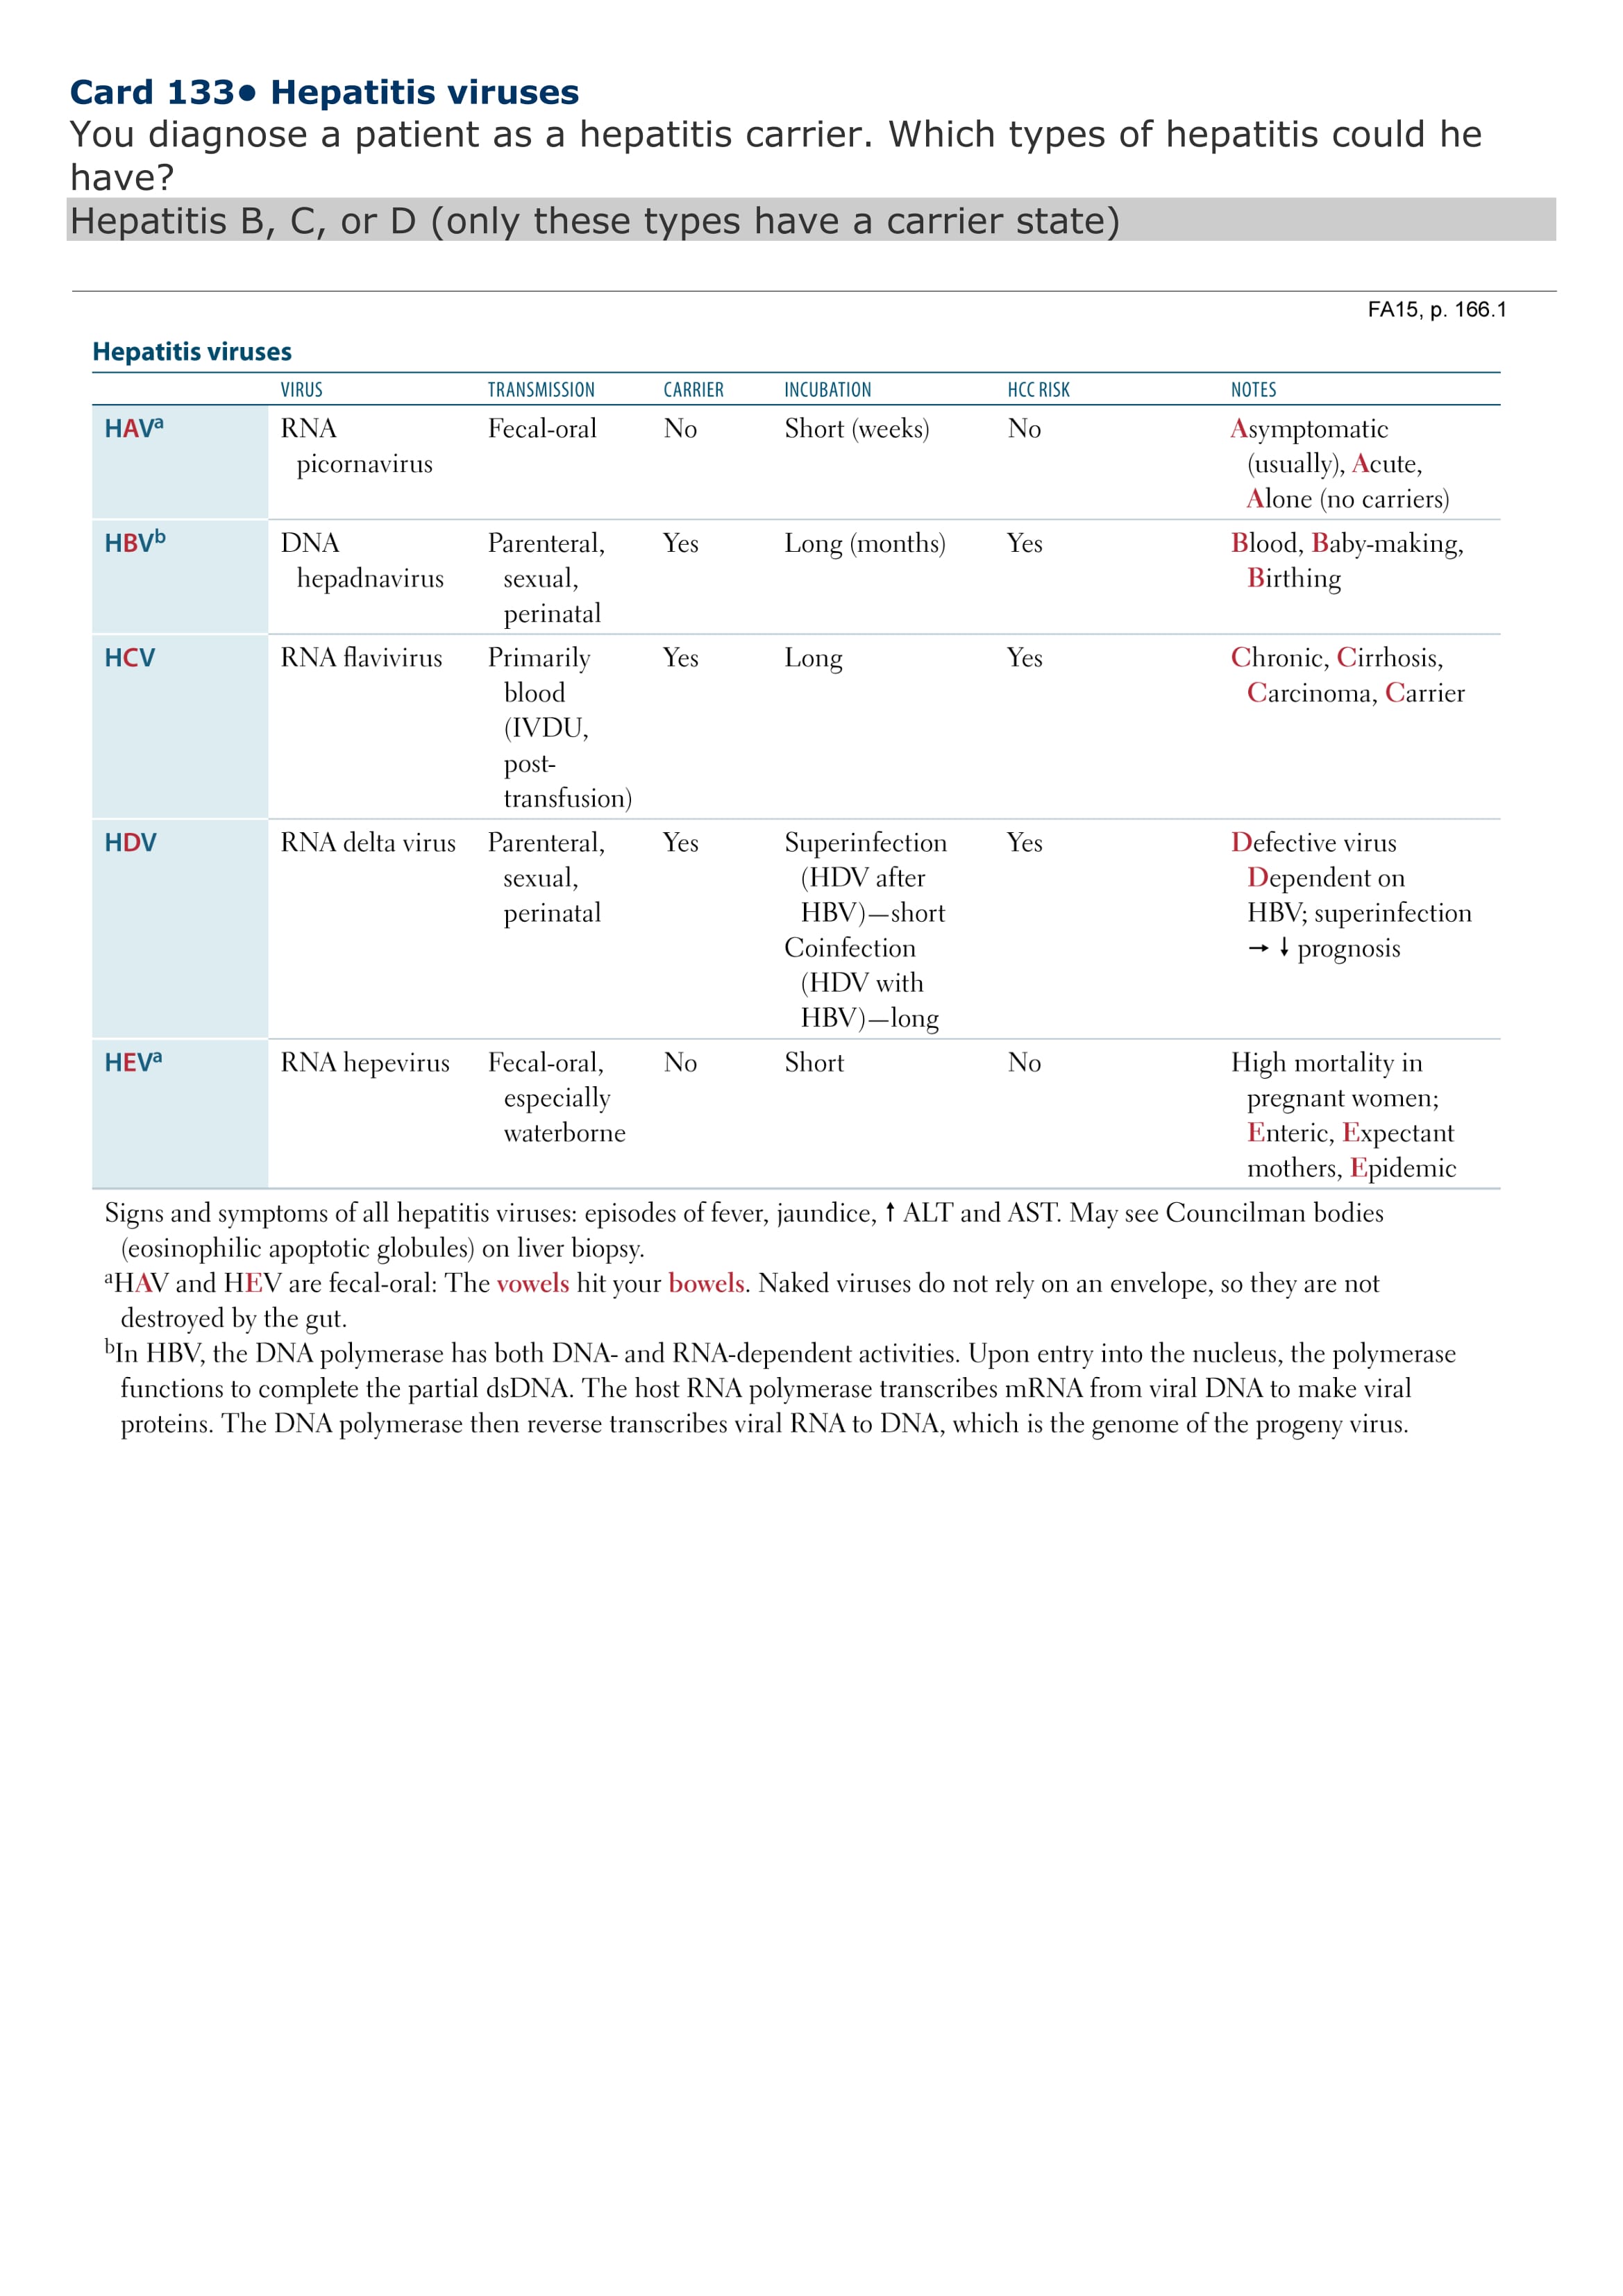 Card 133● Hepatitis viruses
You diagnose a patient as a hepatitis carrier. Which types of hepatitis could he
have?
Hepatitis B, C, or D (only these types have a carrier state)
FA15, p. 166.1
Hepatitis viruses
VIRUS TRANSMISSION CARRIER INCUBATION HCC RISK NOTES
HAVᵃ RNA Fecal-oral No Short (weeks) No Asymptomatic
picornavirus (usually), Acute,
Alone (no carriers)
HBVᵇ DNA Parenteral, Yes Long (months) Yes Blood, Baby-making,
hepadnavirus sexual, Birthing
perinatal
HCV RNA flavivirus Primarily Yes Long Yes Chronic, Cirrhosis,
blood Carcinoma, Carrier
(IVDU,
post-
transfusion)
HDV RNA delta virus Parenteral, Yes Superinfection Yes Defective virus
sexual, (HDV after Dependent on
perinatal HBV)—short HBV; superinfection
Coinfection → ↓ prognosis
(HDV with
HBV)—long
HEVᵃ RNA hepevirus Fecal-oral, No Short No High mortality in
especially pregnant women;
waterborne Enteric, Expectant
mothers, Epidemic
Signs and symptoms of all hepatitis viruses: episodes of fever, jaundice, ↑ ALT and AST. May see Councilman bodies
(eosinophilic apoptotic globules) on liver biopsy.
ᵃHAV and HEV are fecal-oral: The vowels hit your bowels. Naked viruses do not rely on an envelope, so they are not
destroyed by the gut.
ᵇIn HBV, the DNA polymerase has both DNA- and RNA-dependent activities. Upon entry into the nucleus, the polymerase
functions to complete the partial dsDNA. The host RNA polymerase transcribes mRNA from viral DNA to make viral
proteins. The DNA polymerase then reverse transcribes viral RNA to DNA, which is the genome of the progeny virus.